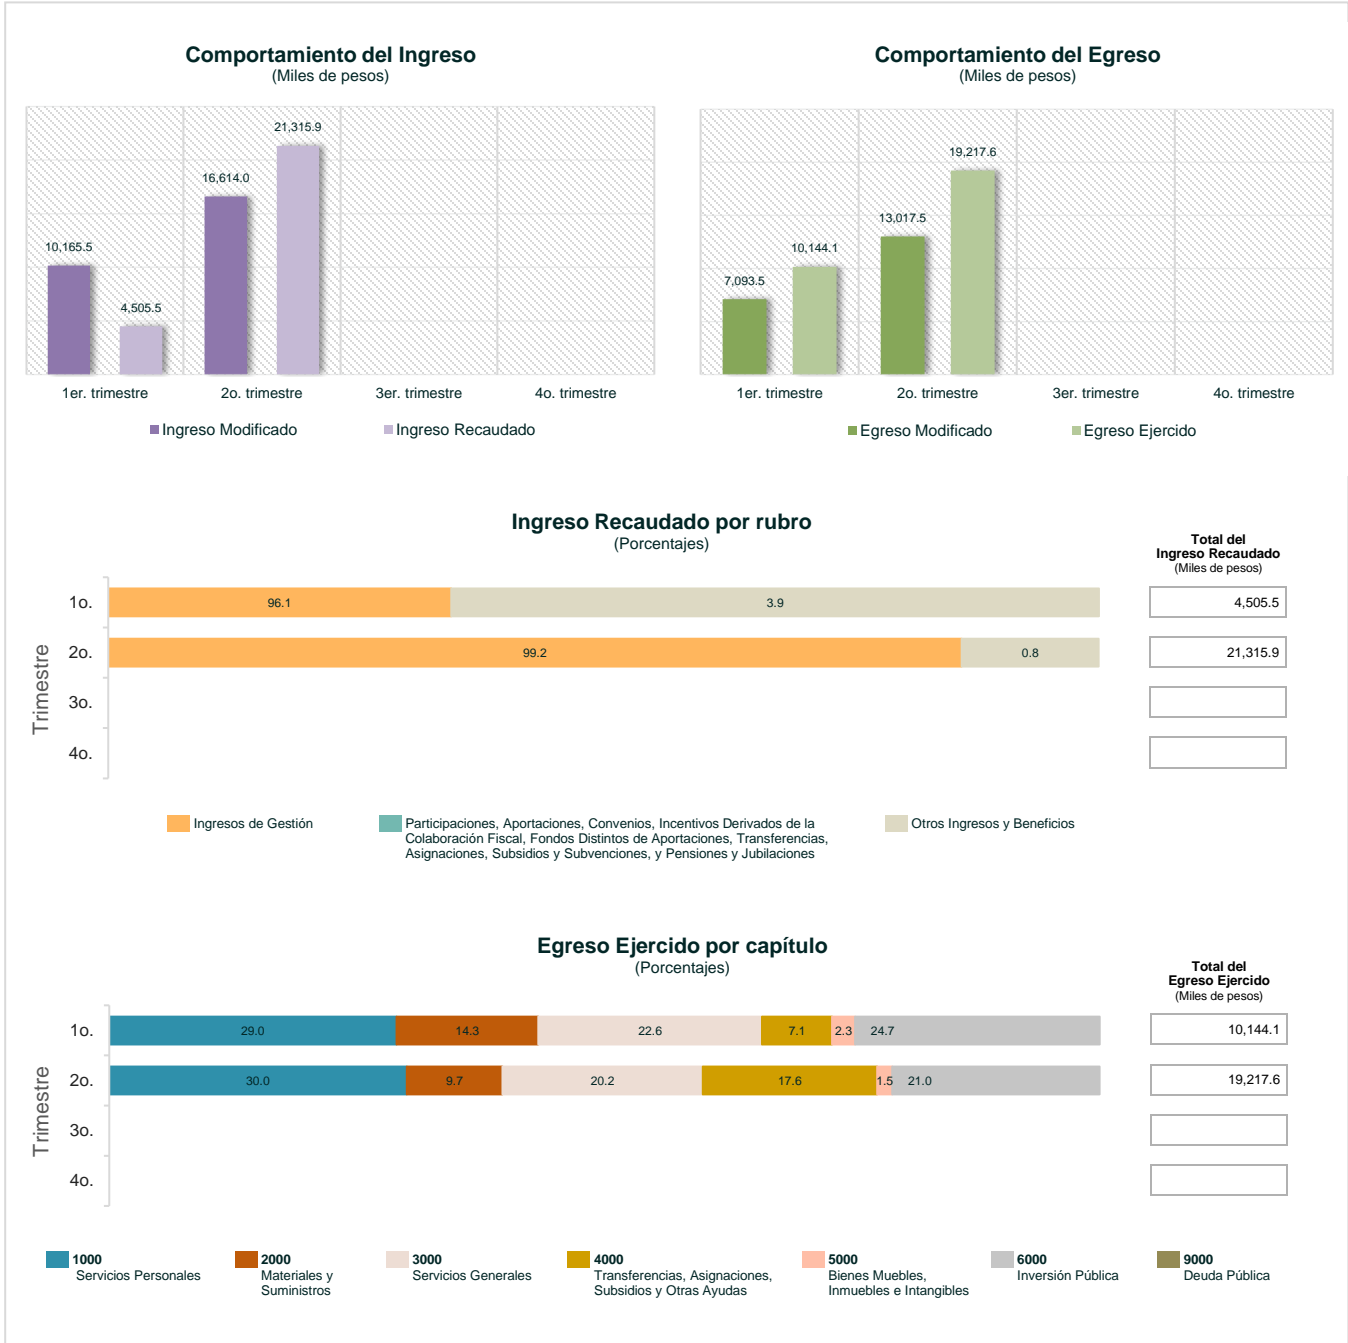 Comportamiento del Ingreso
(Miles de pesos)
21,315.9
16,614.0
10,165.5
4,505.5
1er. trimestre
2o. trimestre
3er. trimestre
4o. trimestre
Ingreso Modificado
Ingreso Recaudado
Comportamiento del Egreso
(Miles de pesos)
19,217.6
13,017.5
10,144.1
7,093.5
1er. trimestre
2o. trimestre
3er. trimestre
4o. trimestre
Egreso Modificado
Egreso Ejercido
Ingreso Recaudado por rubro
(Porcentajes)
Total del
Ingreso Recaudado
(Miles de pesos)
Trimestre
1o.
96.1
3.9
4,505.5
2o.
99.2
0.8
21,315.9
3o.
4o.
Ingresos de Gestión
Participaciones, Aportaciones, Convenios, Incentivos Derivados de la
Colaboración Fiscal, Fondos Distintos de Aportaciones, Transferencias,
Asignaciones, Subsidios y Subvenciones, y Pensiones y Jubilaciones
Otros Ingresos y Beneficios
Egreso Ejercido por capítulo
(Porcentajes)
Total del
Egreso Ejercido
(Miles de pesos)
Trimestre
1o.
29.0
14.3
22.6
7.1
2.3
24.7
10,144.1
2o.
30.0
9.7
20.2
17.6
1.5
21.0
19,217.6
3o.
4o.
1000
Servicios Personales
2000
Materiales y
Suministros
3000
Servicios Generales
4000
Transferencias, Asignaciones,
Subsidios y Otras Ayudas
5000
Bienes Muebles,
Inmuebles e Intangibles
6000
Inversión Pública
9000
Deuda Pública